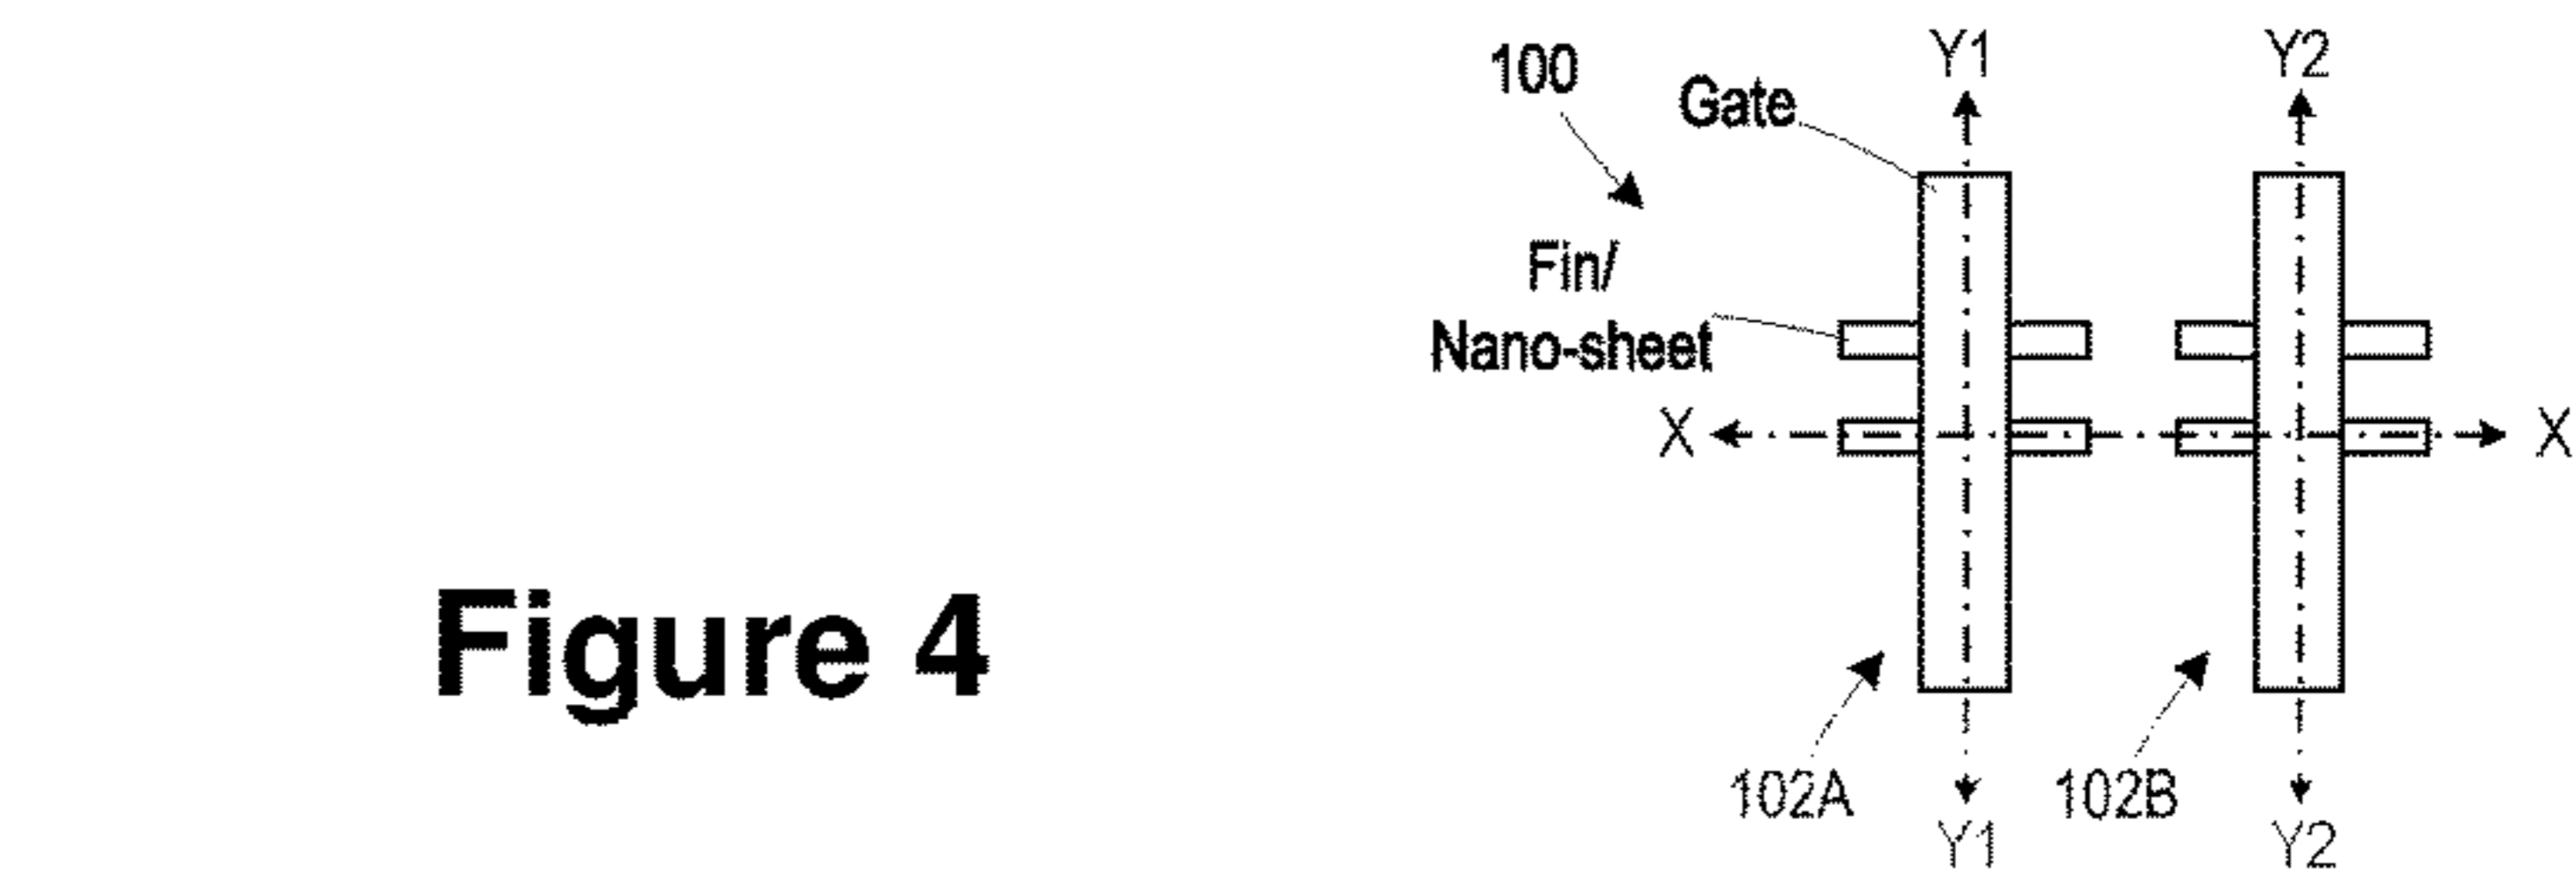 100
Gate
Y1
Y2
Fin/
Nano-sheet
X
X
102A
102B
Y1
Y2
Figure 4